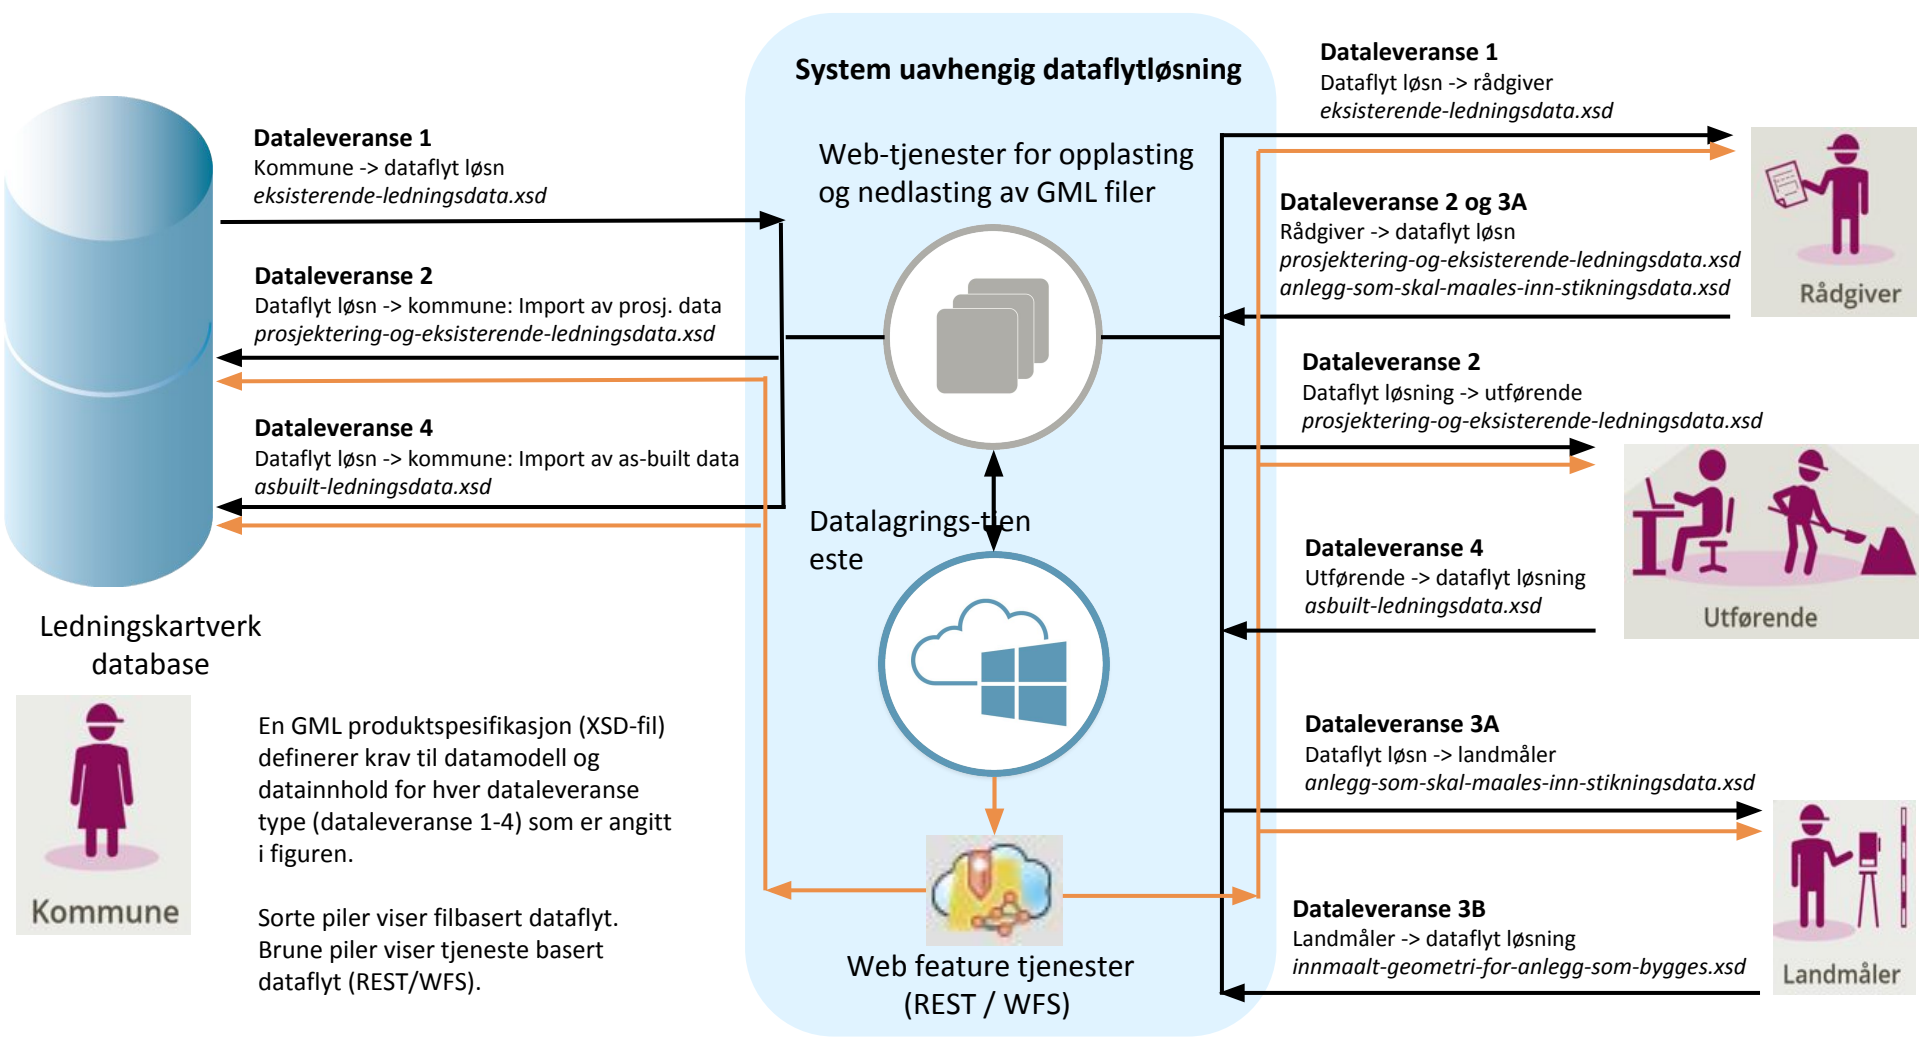 System uavhengig dataflytløsning
Dataleveranse 1
Kommune -> dataflyt løsn
eksisterende-ledningsdata.xsd
Dataleveranse 2
Dataflyt løsn -> kommune: Import av prosj. data
prosjektering-og-eksisterende-ledningsdata.xsd
Dataleveranse 4
Dataflyt løsn -> kommune: Import av as-built data
asbuilt-ledningsdata.xsd
Ledningskartverk
database
Kommune
En GML produktspesifikasjon (XSD-fil)
definerer krav til datamodell og
datainnhold for hver dataleveranse
type (dataleveranse 1-4) som er angitt
i figuren.
Sorte piler viser filbasert dataflyt.
Brune piler viser tjeneste basert
dataflyt (REST/WFS).
Web-tjenester for opplasting
og nedlasting av GML filer
Datalagrings-tjen
este
Web feature tjenester
(REST / WFS)
Dataleveranse 1
Dataflyt løsn -> rådgiver
eksisterende-ledningsdata.xsd
Dataleveranse 2 og 3A
Rådgiver -> dataflyt løsn
prosjektering-og-eksisterende-ledningsdata.xsd
anlegg-som-skal-maales-inn-stikningsdata.xsd
Rådgiver
Dataleveranse 2
Dataflyt løsning -> utførende
prosjektering-og-eksisterende-ledningsdata.xsd
Dataleveranse 4
Utførende -> dataflyt løsning
asbuilt-ledningsdata.xsd
Utførende
Dataleveranse 3A
Dataflyt løsn -> landmåler
anlegg-som-skal-maales-inn-stikningsdata.xsd
Dataleveranse 3B
Landmåler -> dataflyt løsning
innmaalt-geometri-for-anlegg-som-bygges.xsd
Landmåler